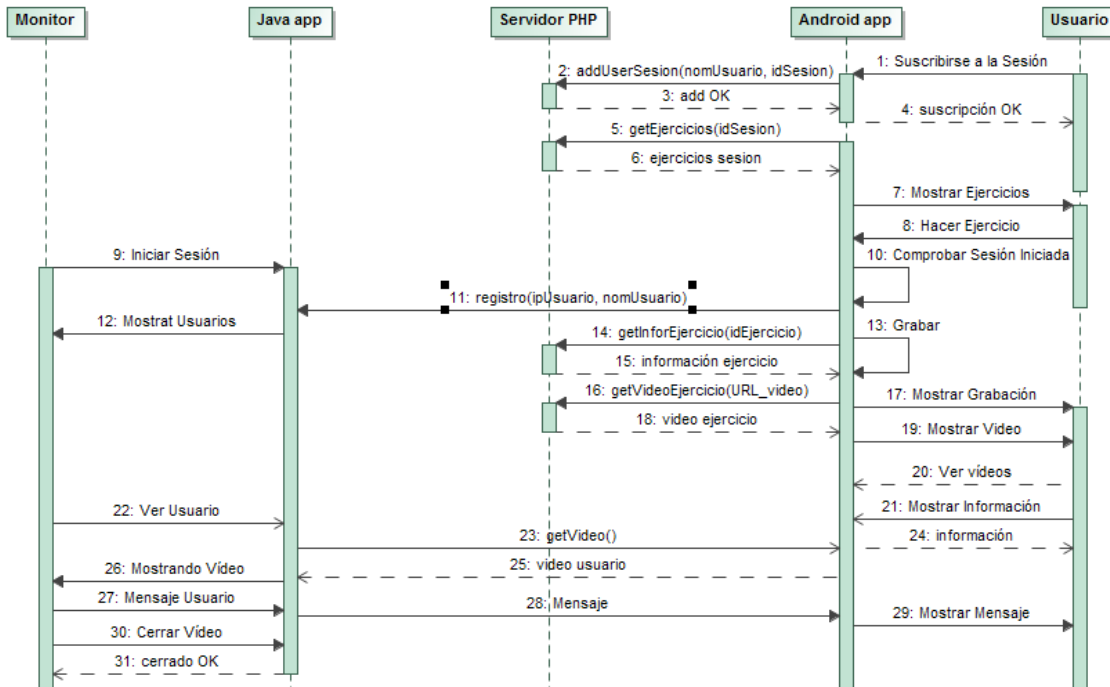 Monitor
Java app
Servidor PHP
Android app
Usuario
1: Suscribirse a la Sesión
2: addUserSesion(nomUsuario, idSesion)
3: add OK
4: suscripción OK
5: getEjercicios(idSesion)
6: ejercicios sesion
7: Mostrar Ejercicios
8: Hacer Ejercicio
9: Iniciar Sesión
10: Comprobar Sesión Iniciada
11: registro(ipUsuario, nomUsuario)
12: Mostrat Usuarios
13: Grabar
14: getInforEjercicio(idEjercicio)
15: información ejercicio
16: getVideoEjercicio(URL_video)
17: Mostrar Grabación
18: video ejercicio
19: Mostrar Video
20: Ver vídeos
21: Mostrar Información
22: Ver Usuario
23: getVideo()
24: información
25: video usuario
26: Mostrando Vídeo
27: Mensaje Usuario
28: Mensaje
29: Mostrar Mensaje
30: Cerrar Vídeo
31: cerrado OK